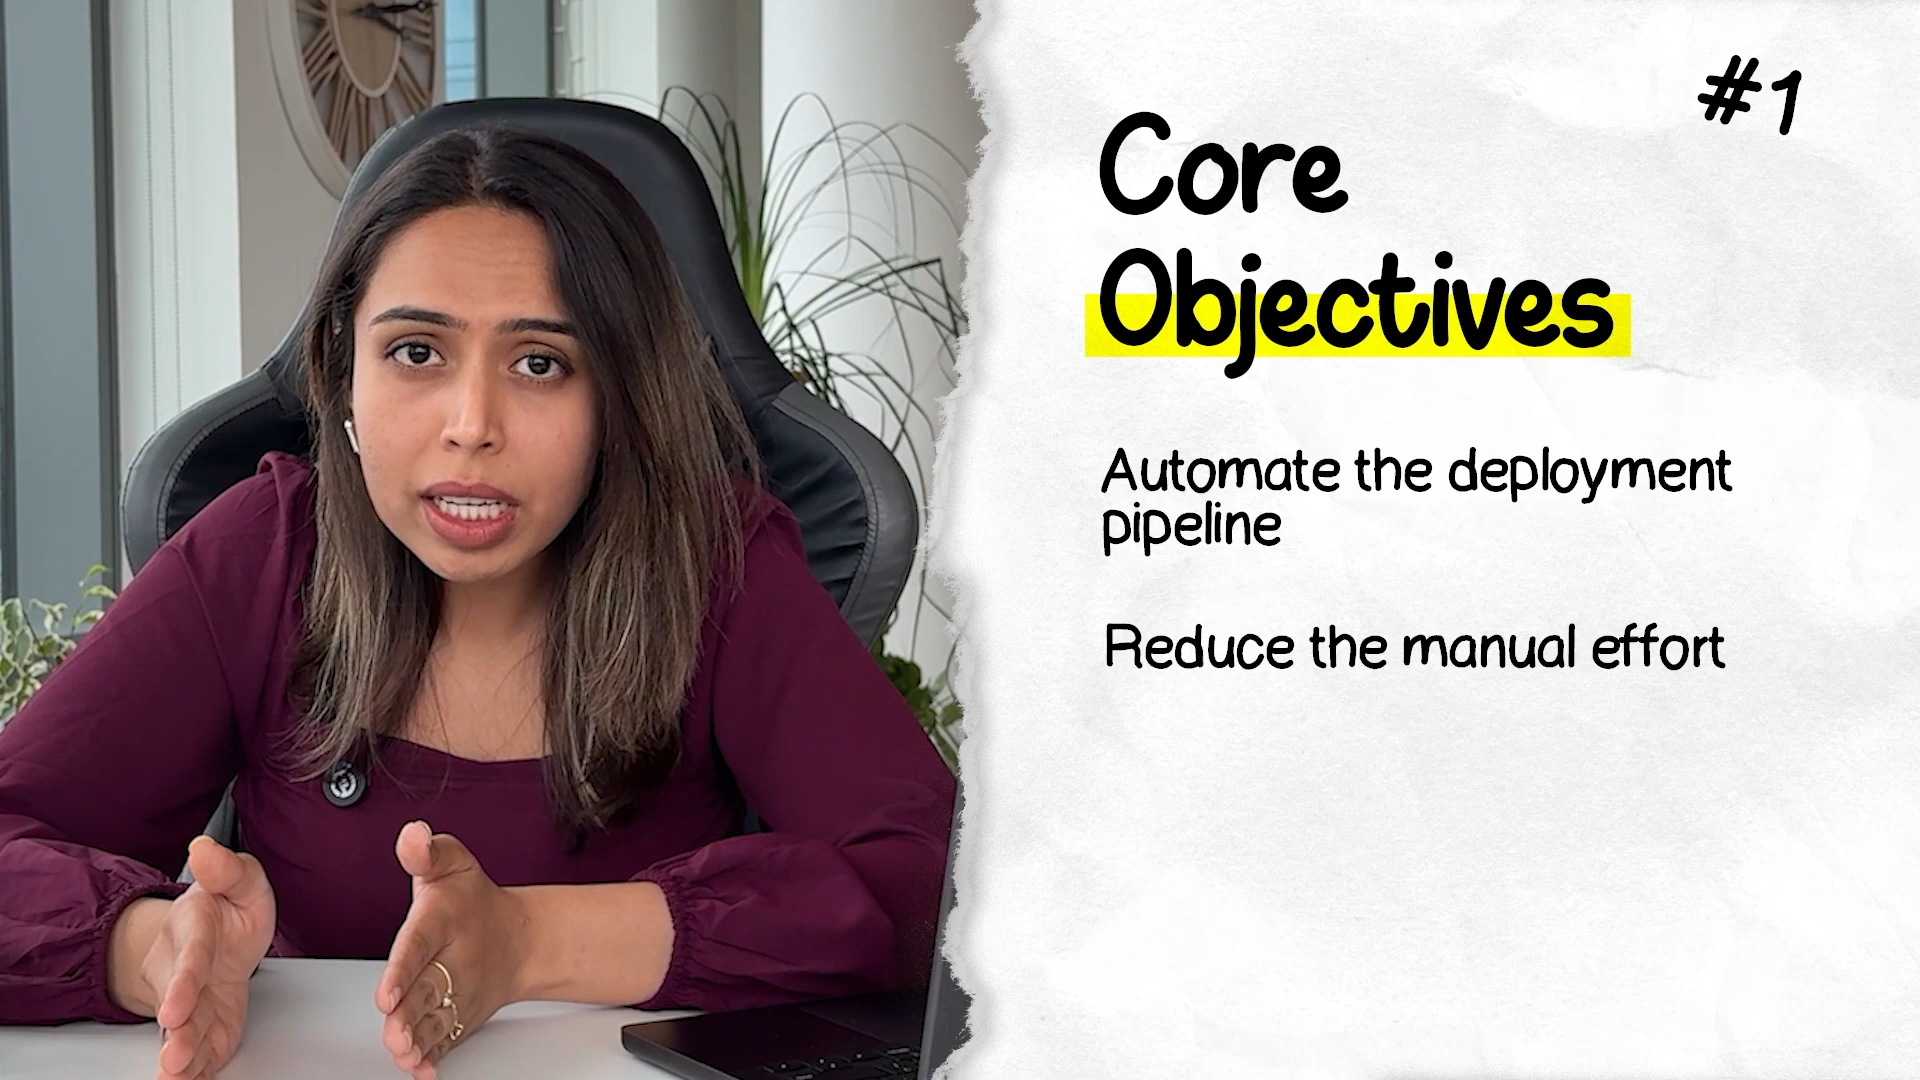 #1
Core
Objectives
Automate the deployment
pipeline
Reduce the manual effort